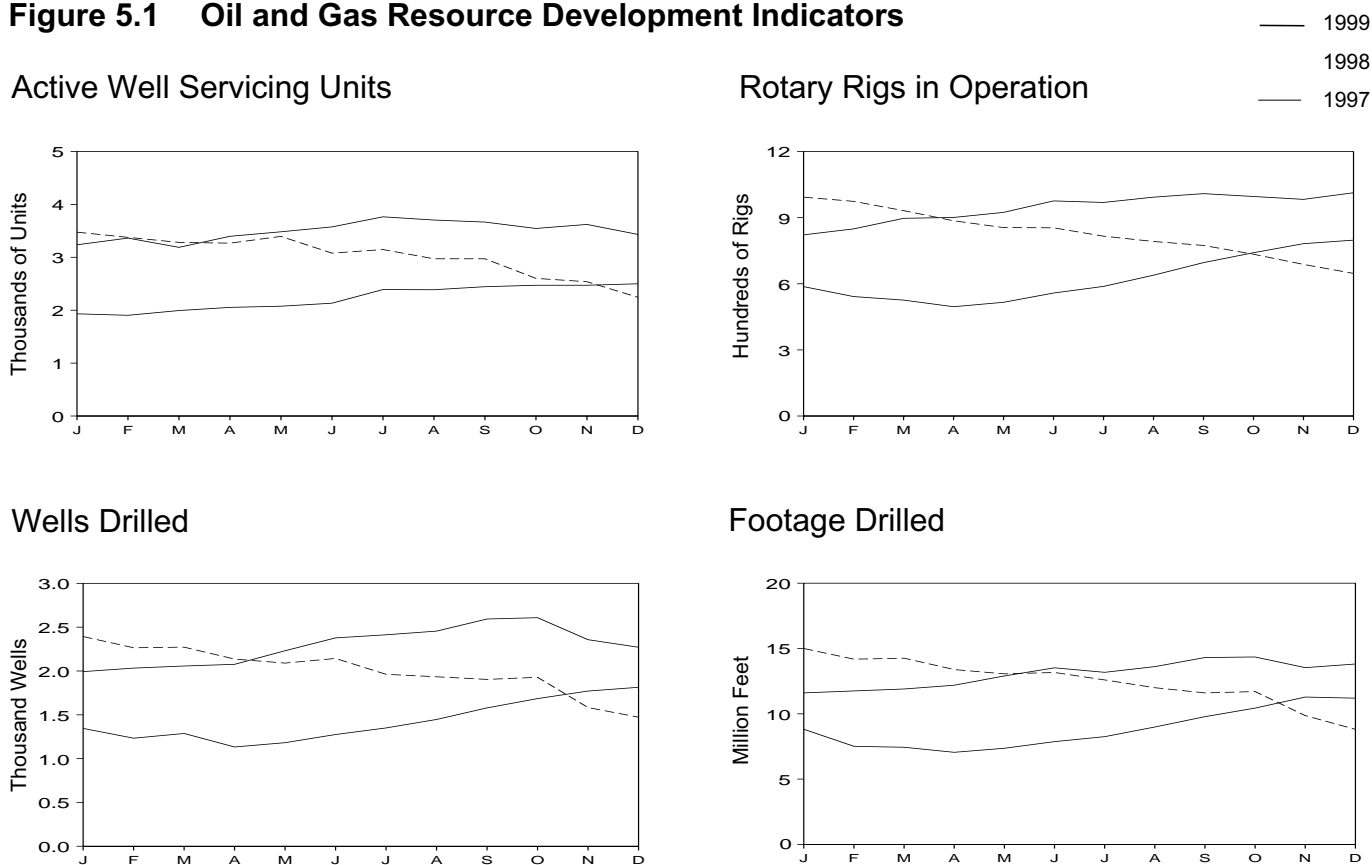 Figure 5.1 Oil and Gas Resource Development Indicators
1999
1998
1997
Active Well Servicing Units
Thousands of Units
5
4
3
2
1
0
J F M A M J J A S O N D
Rotary Rigs in Operation
Hundreds of Rigs
12
9
6
3
0
J F M A M J J A S O N D
Wells Drilled
Thousand Wells
3.0
2.5
2.0
1.5
1.0
0.5
0.0
J F M A M J J A S O N D
Footage Drilled
Million Feet
20
15
10
5
0
J F M A M J J A S O N D